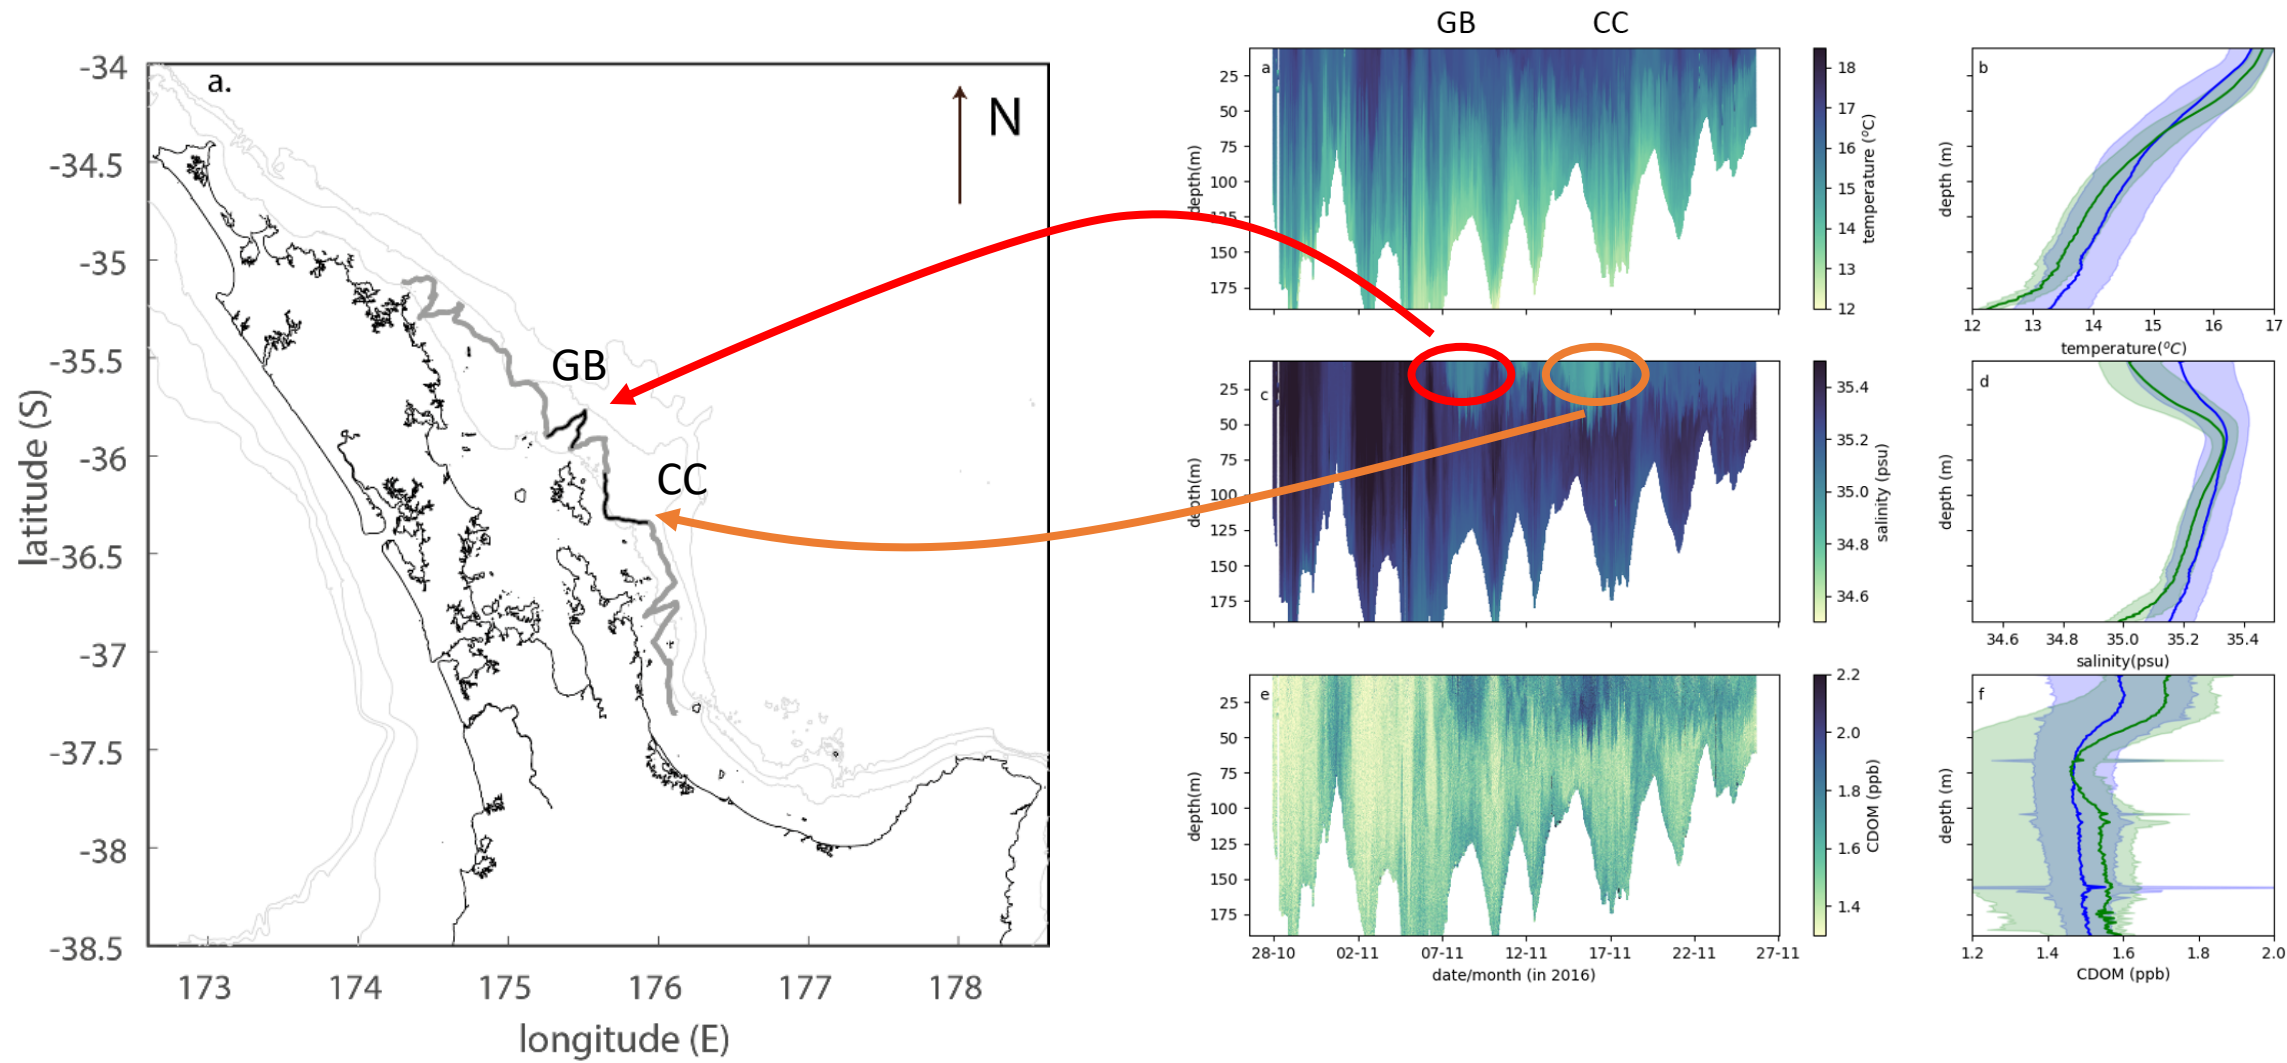 a.
N
-34
-34.5
-35
-35.5
-36
-36.5
-37
-37.5
-38
-38.5
latitude (S)
GB
CC
173
174
175
176
177
178
longitude (E)
GB
CC
a
25
50
75
100
125
150
175
depth(m)
18
17
16
15
14
13
12
temperature (°C)
b
depth (m)
12
13
14
15
16
17
temperature(°C)
c
25
50
75
100
125
150
175
depth(m)
35.4
35.2
35.0
34.8
34.6
salinity (psu)
d
depth (m)
34.6
34.8
35.0
35.2
35.4
salinity(psu)
e
25
50
75
100
125
150
175
depth(m)
28-10
02-11
07-11
12-11
17-11
22-11
27-11
date/month (in 2016)
2.2
2.0
1.8
1.6
1.4
CDOM (ppb)
f
depth (m)
1.2
1.4
1.6
1.8
2.0
CDOM (ppb)